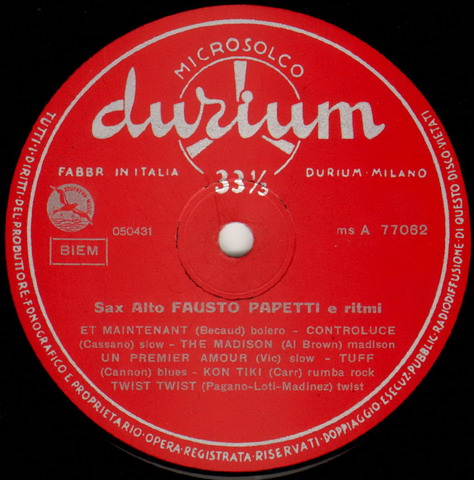 MICROSOLCO
durium
FABBR. IN ITALIA
33 1/3
DURIUM - MILANO
050431
ms A 77062
BIEM
Sax Alto FAUSTO PAPETTI e ritmi
ET MAINTENANT (Becaud) bolero - CONTROLUCE
(Cassano) slow - THE MADISON (Al Brown) madison
UN PREMIER AMOUR (Vic) slow - TUFF
(Cannon) blues - KON TIKI (Carr) rumba rock
TWIST TWIST (Pagano-Loti-Madinez) twist
TUTTI·I·DIRITTI·DEL PRODUTTORE·FONOGRAFICO E PROPRIETARIO·OPERA·REGISTRATA·RISERVATI·DOPPIAGGIO·ESECUZ·PUBBLIC·RADIODIFFUSIONE DI QUESTO DISCO VIETATI